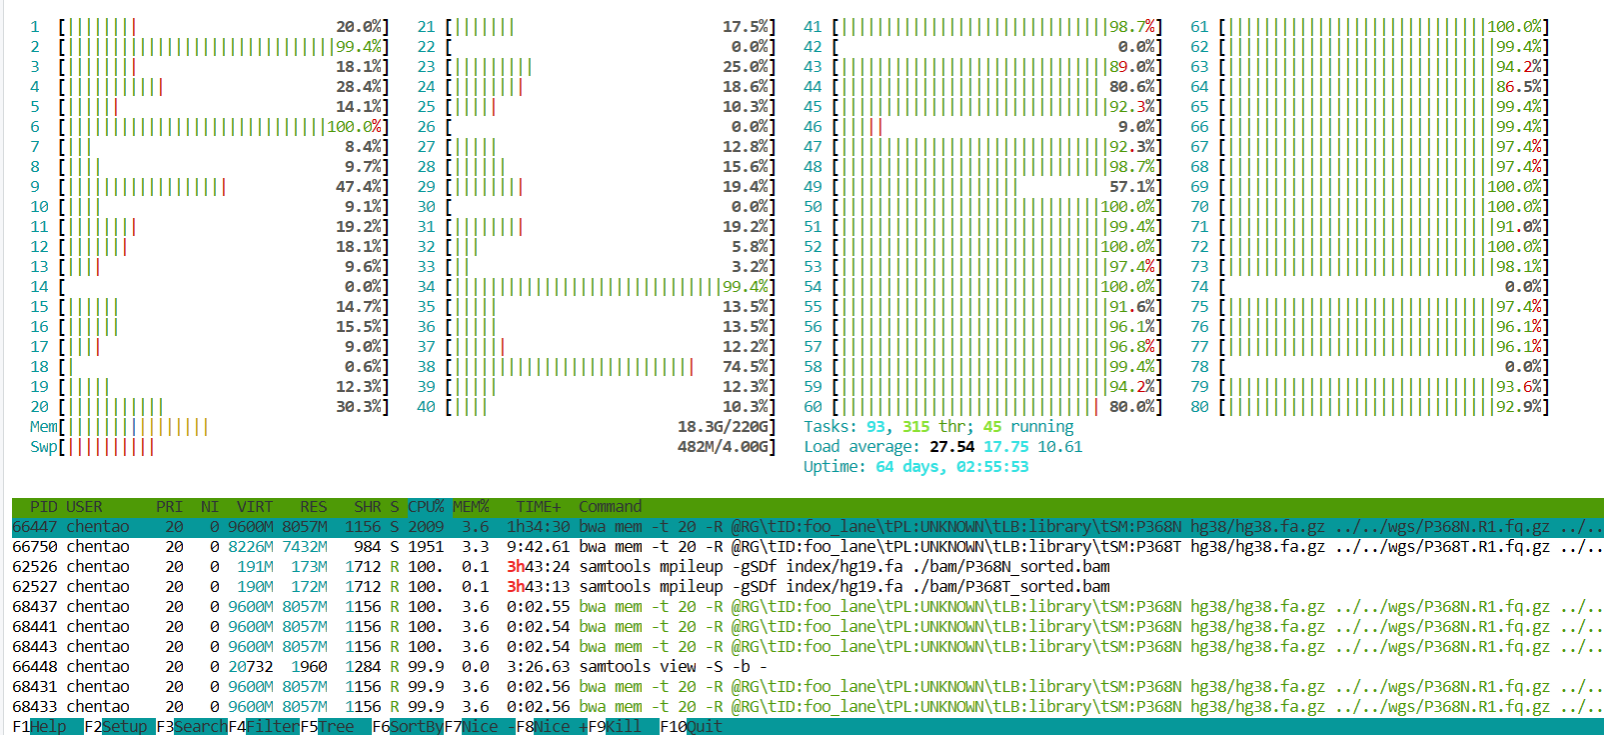 1 [||||||||| 20.0%] 21 [||||||| 17.5%] 41 [|||||||||||||||||||||||||||||||98.7%] 61 [||||||||||||||||||||||||||||||100.0%]
2 [|||||||||||||||||||||||||||||||99.4%] 22 [ 0.0%] 42 [ 0.0%] 62 [|||||||||||||||||||||||||||||||99.4%]
3 [||||||||| 18.1%] 23 [||||||||| 25.0%] 43 [|||||||||||||||||||||||||||||||89.0%] 63 [|||||||||||||||||||||||||||||||94.2%]
4 [|||||||||||| 28.4%] 24 [||||||||| 18.6%] 44 [||||||||||||||||||||||||||||||| 80.6%] 64 [|||||||||||||||||||||||||||||||86.5%]
5 [||||||| 14.1%] 25 [||||| 10.3%] 45 [|||||||||||||||||||||||||||||||92.3%] 65 [|||||||||||||||||||||||||||||||99.4%]
6 [||||||||||||||||||||||||||||||100.0%] 26 [ 0.0%] 46 [||||| 9.0%] 66 [|||||||||||||||||||||||||||||||99.4%]
7 [||| 8.4%] 27 [||||| 12.8%] 47 [|||||||||||||||||||||||||||||||92.3%] 67 [|||||||||||||||||||||||||||||||97.4%]
8 [|||| 9.7%] 28 [|||||| 15.6%] 48 [|||||||||||||||||||||||||||||||98.7%] 68 [|||||||||||||||||||||||||||||||97.4%]
9 [||||||||||||||||||| 47.4%] 29 [||||||||| 19.4%] 49 [||||||||||||||||||||| 57.1%] 69 [||||||||||||||||||||||||||||||100.0%]
10 [|||| 9.1%] 30 [ 0.0%] 50 [||||||||||||||||||||||||||||||100.0%] 70 [||||||||||||||||||||||||||||||100.0%]
11 [||||||||| 19.2%] 31 [||||||||| 19.2%] 51 [|||||||||||||||||||||||||||||||99.4%] 71 [|||||||||||||||||||||||||||||||91.0%]
12 [|||||||| 18.1%] 32 [||| 5.8%] 52 [||||||||||||||||||||||||||||||100.0%] 72 [||||||||||||||||||||||||||||||100.0%]
13 [||||| 9.6%] 33 [|| 3.2%] 53 [|||||||||||||||||||||||||||||||97.4%] 73 [|||||||||||||||||||||||||||||||98.1%]
14 [ 0.0%] 34 [|||||||||||||||||||||||||||||||99.4%] 54 [||||||||||||||||||||||||||||||100.0%] 74 [ 0.0%]
15 [||||||| 14.7%] 35 [||||| 13.5%] 55 [|||||||||||||||||||||||||||||||91.6%] 75 [|||||||||||||||||||||||||||||||97.4%]
16 [||||||| 15.5%] 36 [||||| 13.5%] 56 [|||||||||||||||||||||||||||||||96.1%] 76 [|||||||||||||||||||||||||||||||96.1%]
17 [||||| 9.0%] 37 [||||||| 12.2%] 57 [|||||||||||||||||||||||||||||||96.8%] 77 [|||||||||||||||||||||||||||||||96.1%]
18 [| 0.6%] 38 [||||||||||||||||||||||||||||| 74.5%] 58 [|||||||||||||||||||||||||||||||99.4%] 78 [ 0.0%]
19 [||||| 12.3%] 39 [||||| 12.3%] 59 [|||||||||||||||||||||||||||||||94.2%] 79 [|||||||||||||||||||||||||||||||93.6%]
20 [|||||||||||| 30.3%] 40 [|||| 10.3%] 60 [||||||||||||||||||||||||||||||| 80.0%] 80 [|||||||||||||||||||||||||||||||92.9%]
Mem[||||||||||||||||| 18.3G/220G] Tasks: 93, 315 thr; 45 running
Swp[||||||||||| 482M/4.00G] Load average: 27.54 17.75 10.61
Uptime: 64 days, 02:55:53
PID USER PRI NI VIRT RES SHR S CPU% MEM% TIME+ Command
66447 chentao 20 0 9600M 8057M 1156 S 2009 3.6 1h34:30 bwa mem -t 20 -R @RG\tID:foo_lane\tPL:UNKNOWN\tLB:library\tSM:P368N hg38/hg38.fa.gz ../../wgs/P368N.R1.fq.gz ../..
66750 chentao 20 0 8226M 7432M 984 S 1951 3.3 9:42.61 bwa mem -t 20 -R @RG\tID:foo_lane\tPL:UNKNOWN\tLB:library\tSM:P368T hg38/hg38.fa.gz ../../wgs/P368T.R1.fq.gz ../..
62526 chentao 20 0 191M 173M 1712 R 100. 0.1 3h43:24 samtools mpileup -gSDf index/hg19.fa ./bam/P368N_sorted.bam
62527 chentao 20 0 190M 172M 1712 R 100. 0.1 3h43:13 samtools mpileup -gSDf index/hg19.fa ./bam/P368T_sorted.bam
68437 chentao 20 0 9600M 8057M 1156 R 100. 3.6 0:02.55 bwa mem -t 20 -R @RG\tID:foo_lane\tPL:UNKNOWN\tLB:library\tSM:P368N hg38/hg38.fa.gz ../../wgs/P368N.R1.fq.gz ../..
68441 chentao 20 0 9600M 8057M 1156 R 100. 3.6 0:02.54 bwa mem -t 20 -R @RG\tID:foo_lane\tPL:UNKNOWN\tLB:library\tSM:P368N hg38/hg38.fa.gz ../../wgs/P368N.R1.fq.gz ../..
68443 chentao 20 0 9600M 8057M 1156 R 100. 3.6 0:02.54 bwa mem -t 20 -R @RG\tID:foo_lane\tPL:UNKNOWN\tLB:library\tSM:P368N hg38/hg38.fa.gz ../../wgs/P368N.R1.fq.gz ../..
66448 chentao 20 0 20732 1960 1284 R 99.9 0.0 3:26.63 samtools view -S -b -
68431 chentao 20 0 9600M 8057M 1156 R 99.9 3.6 0:02.56 bwa mem -t 20 -R @RG\tID:foo_lane\tPL:UNKNOWN\tLB:library\tSM:P368N hg38/hg38.fa.gz ../../wgs/P368N.R1.fq.gz ../..
68433 chentao 20 0 9600M 8057M 1156 R 99.9 3.6 0:02.56 bwa mem -t 20 -R @RG\tID:foo_lane\tPL:UNKNOWN\tLB:library\tSM:P368N hg38/hg38.fa.gz ../../wgs/P368N.R1.fq.gz ../..
F1Help F2Setup F3SearchF4FilterF5Tree F6SortByF7Nice -F8Nice +F9Kill F10Quit